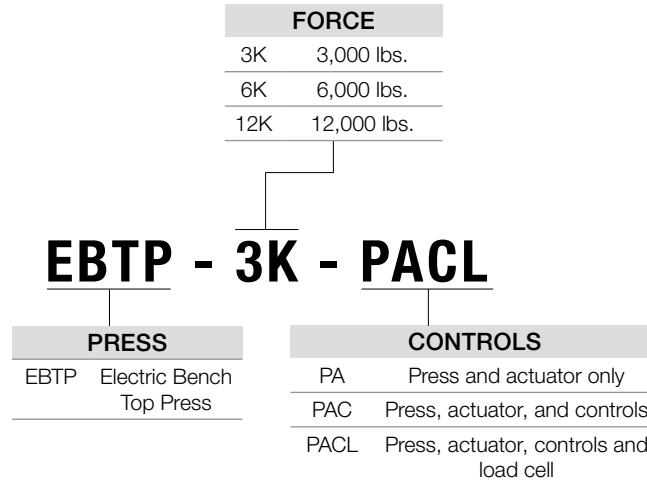 FORCE
3K 3,000 lbs.
6K 6,000 lbs.
12K 12,000 lbs.
EBTP - 3K - PACL
PRESS
EBTP Electric Bench
Top Press
CONTROLS
PA Press and actuator only
PAC Press, actuator, and controls
PACL Press, actuator, controls and
load cell